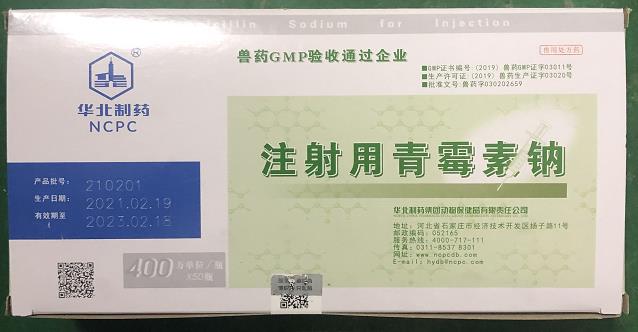 Penicillin Sodium for Injection
兽药GMP验收通过企业
兽用处方药
■GMP证书编号:(2019)兽药GMP证字03011号
■生产许可证:(2019)兽药生产证字03020号
■批准文号:兽药字030202659
华北制药
NCPC
注射用青霉素钠
产品批号: 210201
生产日期: 2021.02.19
有效期至 2023.02.18
华北制药集团动物保健品有限责任公司
地址:河北省石家庄市经济技术开发区扬子路11号
邮政编码:052165
服务热线:4000-717-111
传真:0311-8537 8301
网址:www.ncpcdb.com
E-mail:hydb@ncpc.com
400万单位/瓶
X50瓶